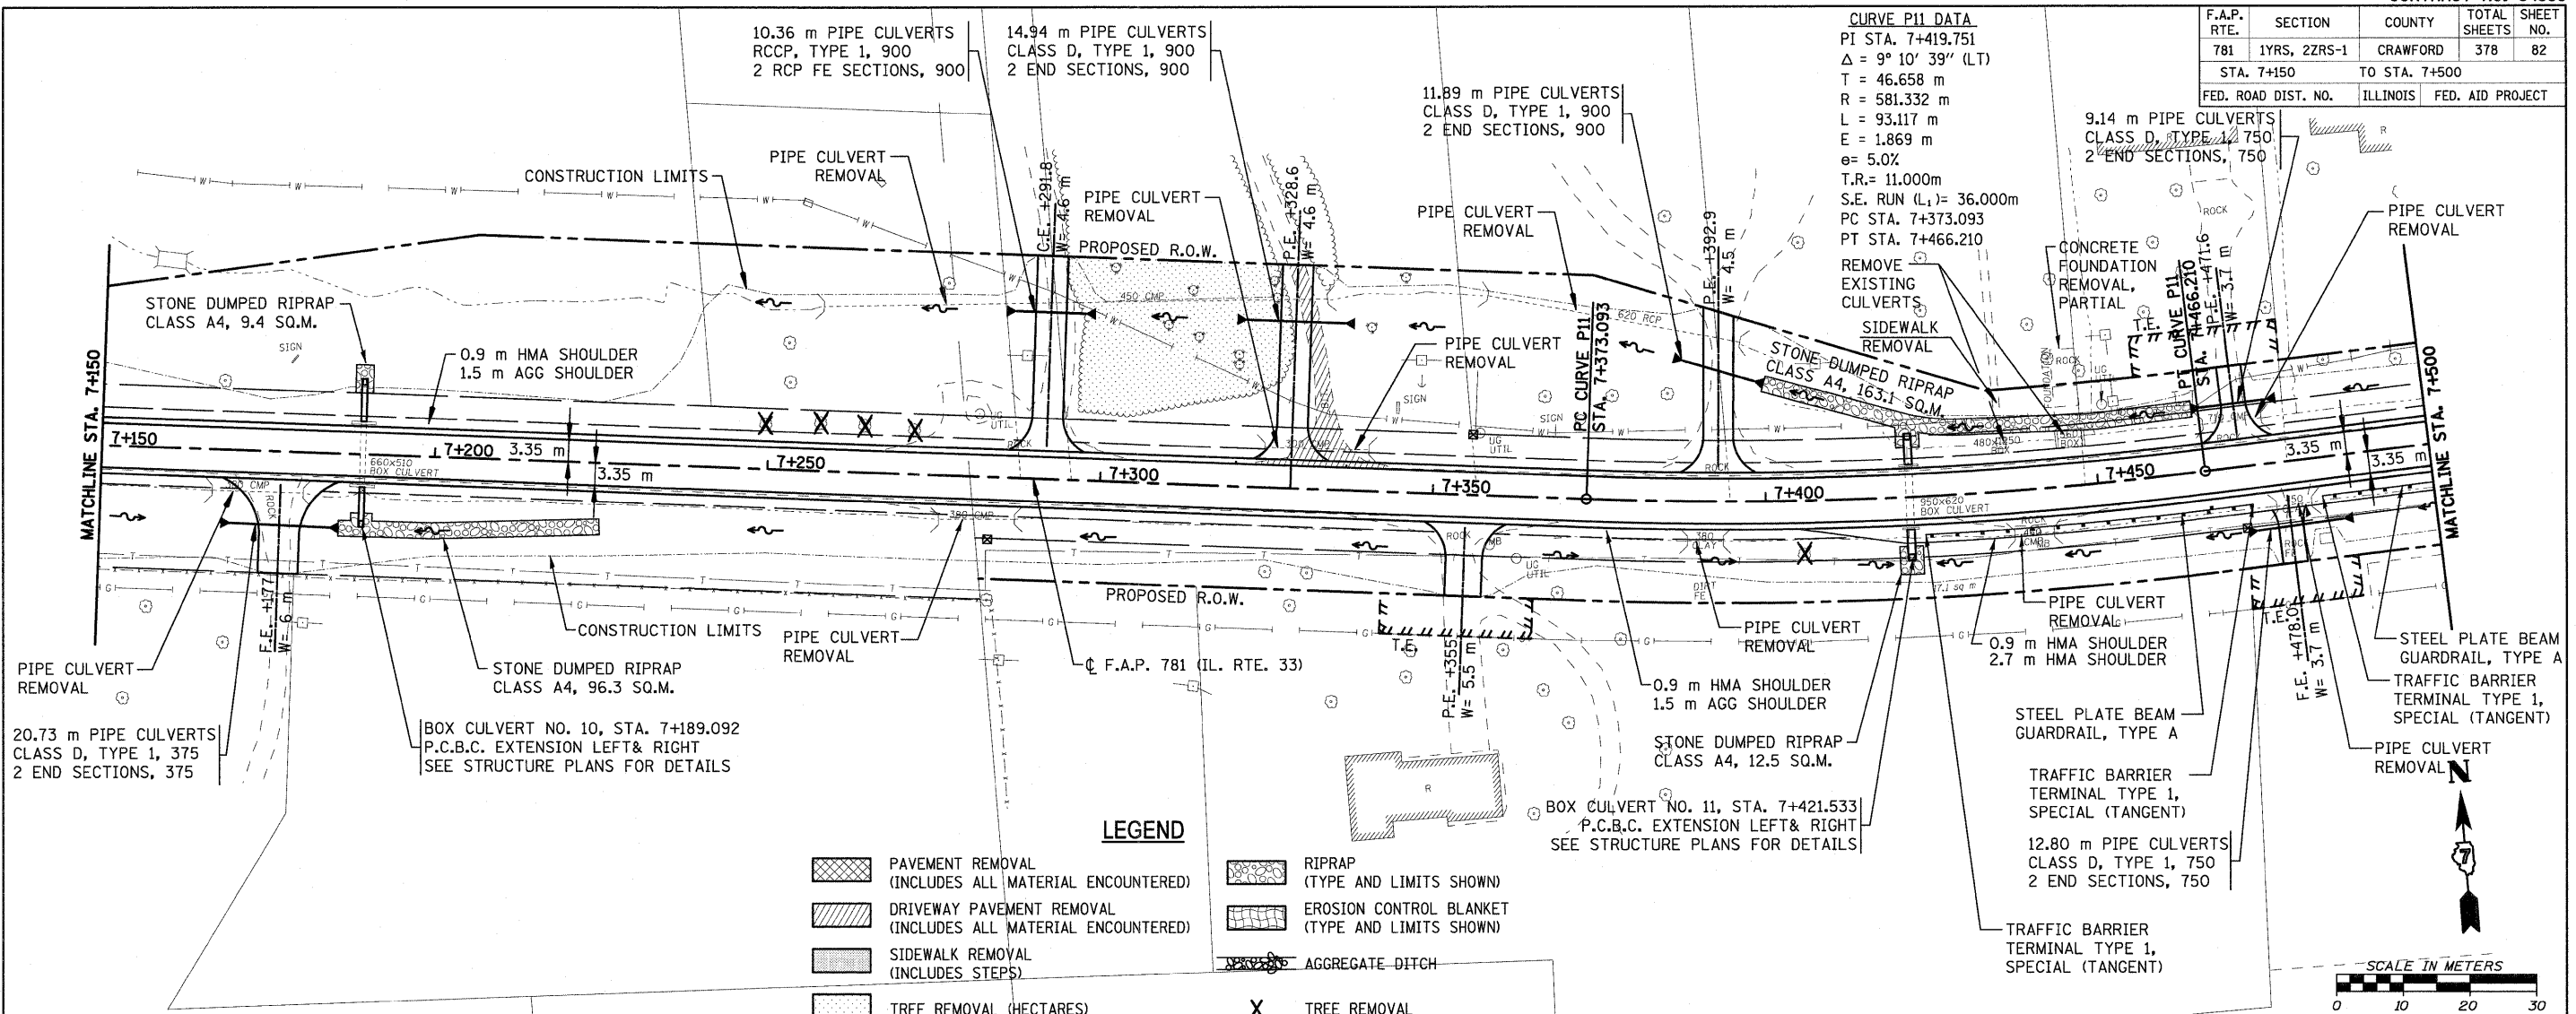 F.A.P. RTE. SECTION COUNTY TOTAL SHEETS SHEET NO.
781 1YRS, 2ZRS-1 CRAWFORD 378 82
STA. 7+150 TO STA. 7+500
FED. ROAD DIST. NO. ILLINOIS FED. AID PROJECT
10.36 m PIPE CULVERTS
RCCP, TYPE 1, 900
2 RCP FE SECTIONS, 900
14.94 m PIPE CULVERTS
CLASS D, TYPE 1, 900
2 END SECTIONS, 900
11.89 m PIPE CULVERTS
CLASS D, TYPE 1, 900
2 END SECTIONS, 900
CURVE P11 DATA
PI STA. 7+419.751
Δ = 9° 10' 39" (LT)
T = 46.658 m
R = 581.332 m
L = 93.117 m
E = 1.869 m
e= 5.0%
T.R.= 11.000m
S.E. RUN (L₁)= 36.000m
PC STA. 7+373.093
PT STA. 7+466.210
9.14 m PIPE CULVERTS
CLASS D, TYPE 1, 750
2 END SECTIONS, 750
CONSTRUCTION LIMITS
PIPE CULVERT
REMOVAL
C.E. +291.8
W= 4.6 m
PIPE CULVERT
REMOVAL
P.E. +328.6
W= 4.6 m
PIPE CULVERT
REMOVAL
P.E. +392.9
W= 4.5 m
REMOVE
EXISTING
CULVERTS
SIDEWALK
REMOVAL
CONCRETE
FOUNDATION
REMOVAL,
PARTIAL
PIPE CULVERT
REMOVAL
PROPOSED R.O.W.
STONE DUMPED RIPRAP
CLASS A4, 9.4 SQ.M.
SIGN
0.9 m HMA SHOULDER
1.5 m AGG SHOULDER
450 CMP
620 RCP
PIPE CULVERT
REMOVAL
SIGN
SIGN
UG
UTIL
UG
UTIL
PC CURVE P11
STA. 7+373.093
STONE DUMPED RIPRAP
CLASS A4, 163.1 SQ.M.
FOUNDATION
ROCK
ROCK
T.E.
PT CURVE P11
STA. 7+466.210
P.E. +471.6
W= 3.7 m
MATCHLINE STA. 7+150
MATCHLINE STA. 7+500
7+150
7+200
7+250
7+300
7+350
7+400
7+450
3.35 m
3.35 m
3.35 m
3.35 m
660x510
BOX CULVERT
950x620
BOX CULVERT
ROCK
ROCK
ROCK
ROCK
380 CMP
380
CLAY
MB
UG
UTIL
F.E. +177
W= 6 m
PROPOSED R.O.W.
CONSTRUCTION LIMITS
PIPE CULVERT
REMOVAL
STONE DUMPED RIPRAP
CLASS A4, 96.3 SQ.M.
PIPE CULVERT
REMOVAL
℄ F.A.P. 781 (IL. RTE. 33)
T.E.
P.E. +355
W= 5.5 m
0.9 m HMA SHOULDER
1.5 m AGG SHOULDER
PIPE CULVERT
REMOVAL
PIPE CULVERT
REMOVAL
0.9 m HMA SHOULDER
2.7 m HMA SHOULDER
T.E.
W= 3.7 m
STEEL PLATE BEAM
GUARDRAIL, TYPE A
TRAFFIC BARRIER
TERMINAL TYPE 1,
SPECIAL (TANGENT)
PIPE CULVERT
REMOVAL
20.73 m PIPE CULVERTS
CLASS D, TYPE 1, 375
2 END SECTIONS, 375
BOX CULVERT NO. 10, STA. 7+189.092
P.C.B.C. EXTENSION LEFT& RIGHT
SEE STRUCTURE PLANS FOR DETAILS
STONE DUMPED RIPRAP
CLASS A4, 12.5 SQ.M.
STEEL PLATE BEAM
GUARDRAIL, TYPE A
TRAFFIC BARRIER
TERMINAL TYPE 1,
SPECIAL (TANGENT)
BOX CULVERT NO. 11, STA. 7+421.533
P.C.B.C. EXTENSION LEFT& RIGHT
SEE STRUCTURE PLANS FOR DETAILS
12.80 m PIPE CULVERTS
CLASS D, TYPE 1, 750
2 END SECTIONS, 750
TRAFFIC BARRIER
TERMINAL TYPE 1,
SPECIAL (TANGENT)
R
N
7
LEGEND
PAVEMENT REMOVAL
(INCLUDES ALL MATERIAL ENCOUNTERED)
DRIVEWAY PAVEMENT REMOVAL
(INCLUDES ALL MATERIAL ENCOUNTERED)
SIDEWALK REMOVAL
(INCLUDES STEPS)
TREE REMOVAL (HECTARES)
RIPRAP
(TYPE AND LIMITS SHOWN)
EROSION CONTROL BLANKET
(TYPE AND LIMITS SHOWN)
AGGREGATE DITCH
X TREE REMOVAL
SCALE IN METERS
0 10 20 30